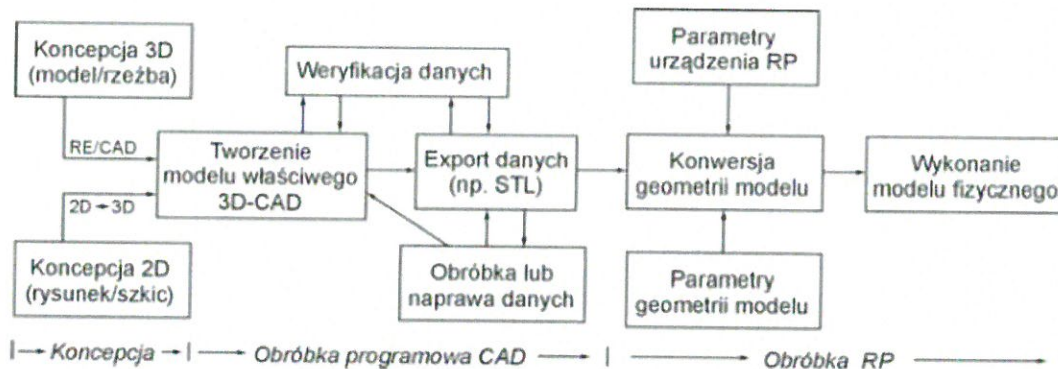 Koncepcja 3D
(model/rzeźba)
RE/CAD
2D → 3D
Koncepcja 2D
(rysunek/szkic)
Weryfikacja danych
Tworzenie
modelu właściwego
3D-CAD
Export danych
(np. STL)
Obróbka lub
naprawa danych
Parametry
urządzenia RP
Konwersja
geometrii modelu
Parametry
geometrii modelu
Wykonanie
modelu fizycznego
Koncepcja
Obróbka programowa CAD
Obróbka RP